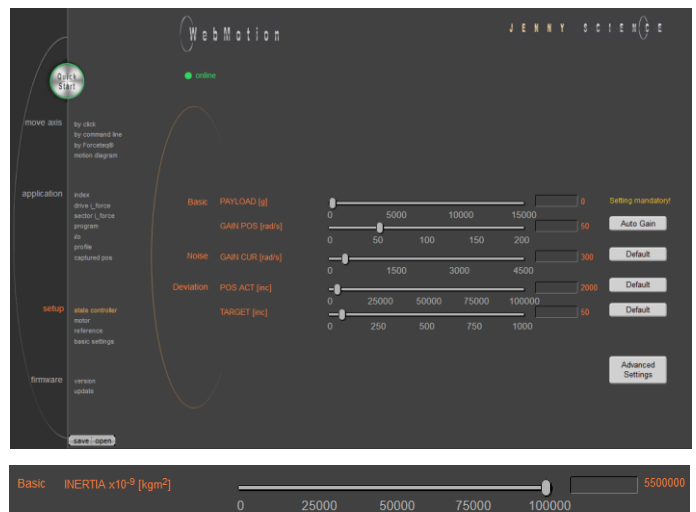 WebMotion JENNY SCIENCE
Quick
Start
online
move axis
by click
by command line
by Forceteq®
motion diagram
application
index
drive i_force
sector i_force
program
i/o
profile
captured pos
Basic PAYLOAD [g] 0 Setting mandatory!
0 5000 10000 15000
GAIN POS [rad/s] 50 Auto Gain
0 50 100 150 200
Noise GAIN CUR [rad/s] 300 Default
0 1500 3000 4500
Deviation POS ACT [inc] 2000 Default
0 25000 50000 75000 100000
setup
state controller
motor
reference
basic settings
TARGET [inc] 50 Default
0 250 500 750 1000
firmware
version
update
Advanced
Settings
save open
Basic INERTIA x10-9 [kgm2] 5500000
0 25000 50000 75000 100000